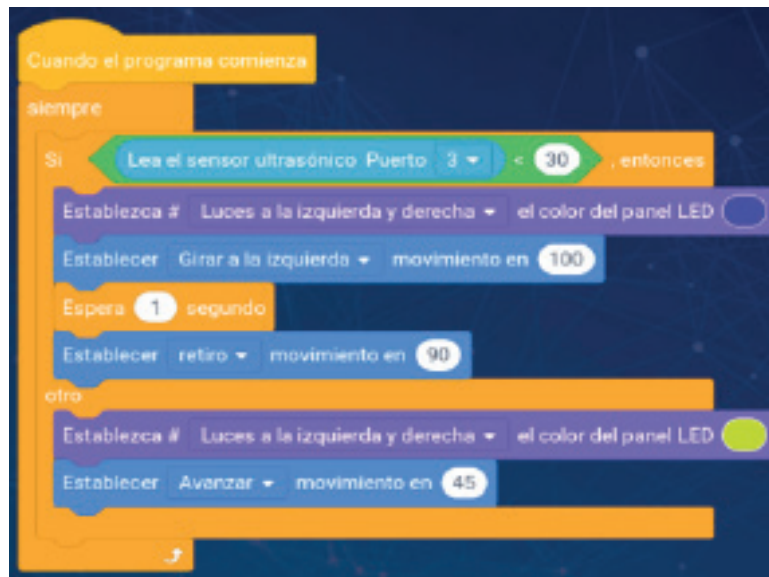 Cuando el programa comienza
siempre
Si Lea el sensor ultrasónico Puerto 3 < 30 , entonces
Establezca # Luces a la izquierda y derecha el color del panel LED
Establecer Girar a la izquierda movimiento en 100
Espera 1 segundo
Establecer retiro movimiento en 90
otro
Establezca # Luces a la izquierda y derecha el color del panel LED
Establecer Avanzar movimiento en 45